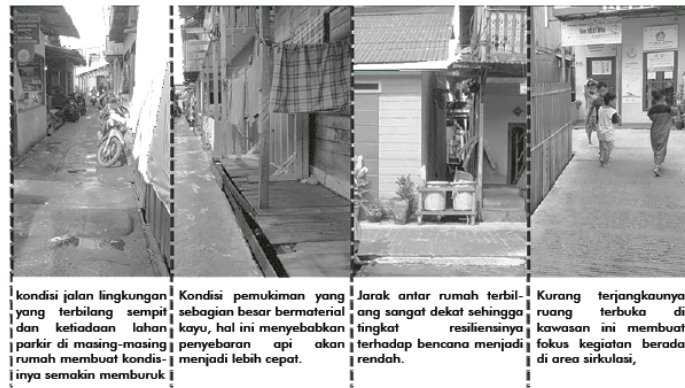 kondisi jalan lingkungan
yang terbilang sempit
dan ketiadaan lahan
parkir di masing-masing
rumah membuat kondis-
inya semakin memburuk
Kondisi pemukiman yang
sebagian besar bermaterial
kayu, hal ini menyebabkan
penyebaran api akan
menjadi lebih cepat.
Jarak antar rumah terbil-
ang sangat dekat sehingga
tingkat resiliensinya
terhadap bencana menjadi
rendah.
Kurang terjangkaunya
ruang terbuka di
kawasan ini membuat
fokus kegiatan berada
di area sirkulasi,